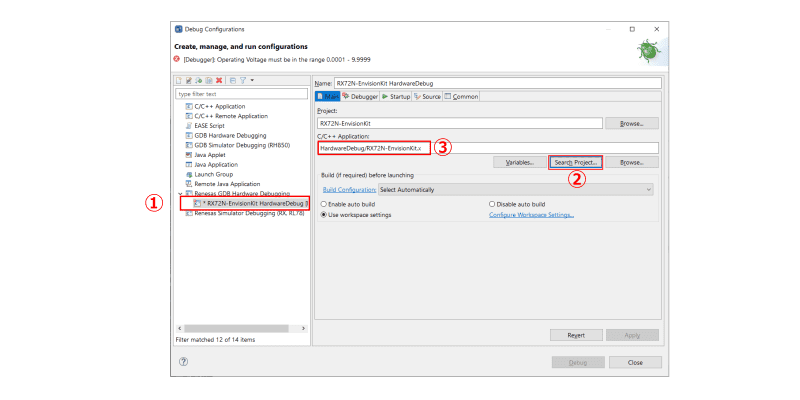 Debug Configurations
Create, manage, and run configurations
[Debugger]: Operating Voltage must be in the range 0.0001 - 9.9999
type filter text
C/C++ Application
C/C++ Remote Application
EASE Script
GDB Hardware Debugging
GDB Simulator Debugging (RH850)
Java Applet
Java Application
Launch Group
Remote Java Application
Renesas GDB Hardware Debugging
① * RX72N-EnvisionKit HardwareDebug
Renesas Simulator Debugging (RX, RL78)
Filter matched 12 of 14 items
Name: RX72N-EnvisionKit HardwareDebug
Main Debugger Startup Source Common
Project:
RX72N-EnvisionKit Browse...
C/C++ Application:
HardwareDebug/RX72N-EnvisionKit.x ③
Variables... Search Project... Browse...
②
Build (if required) before launching
Build Configuration: Select Automatically
Enable auto build Disable auto build
Use workspace settings Configure Workspace Settings...
Revert Apply
Debug Close